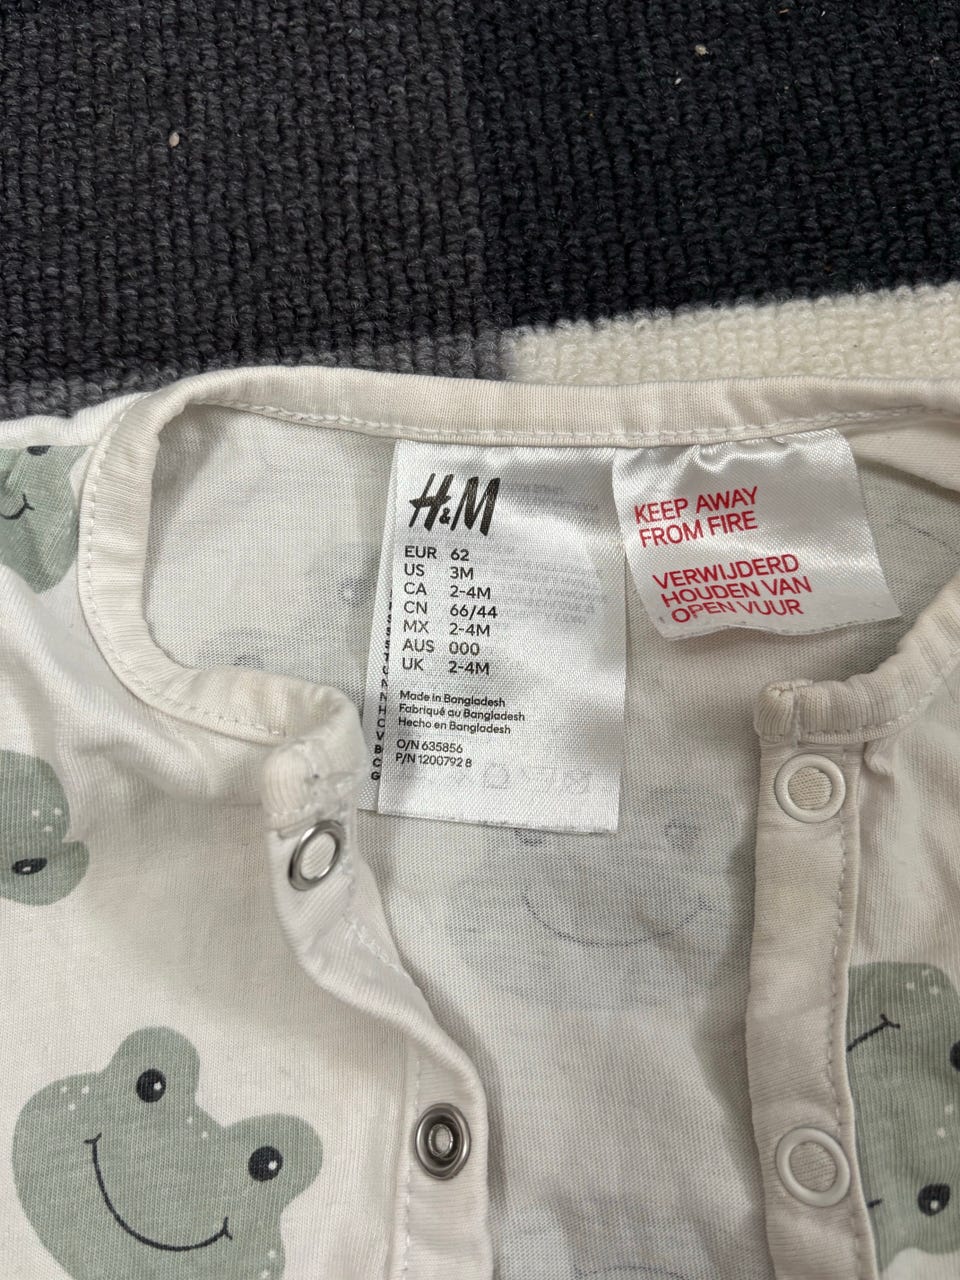 H&M
EUR 62
US 3M
CA 2-4M
CN 66/44
MX 2-4M
AUS 000
UK 2-4M
Made in Bangladesh
Fabriqué au Bangladesh
Hecho en Bangladesh
O/N 635856
P/N 1200792 8
KEEP AWAY
FROM FIRE
VERWIJDERD
HOUDEN VAN
OPEN VUUR